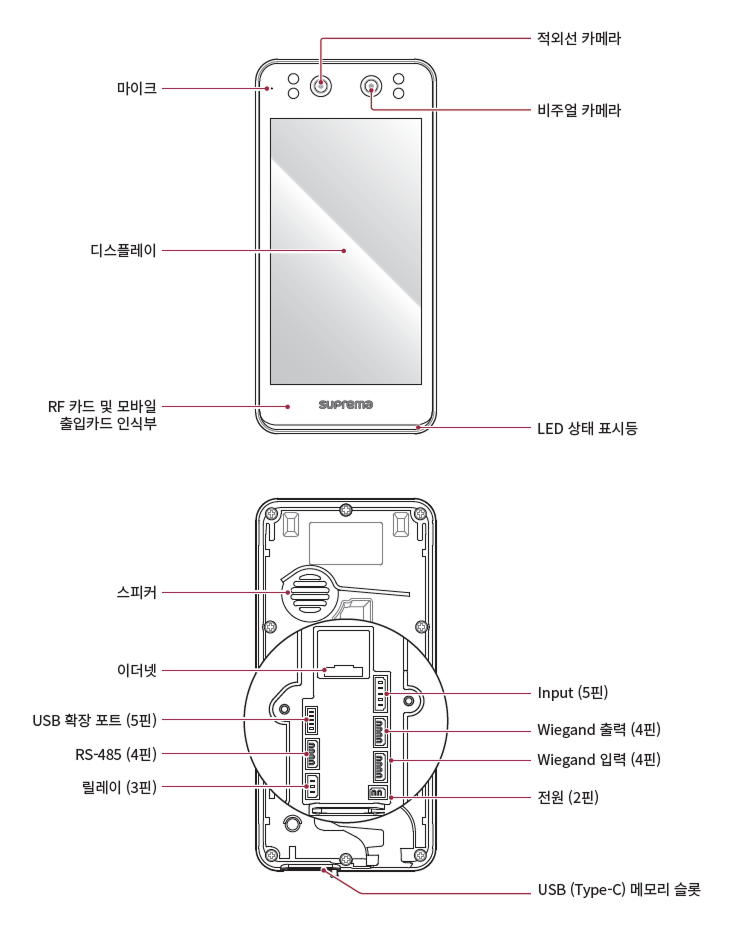 적외선 카메라
마이크
비주얼 카메라
디스플레이
RF 카드 및 모바일
출입카드 인식부
suprema
LED 상태 표시등
스피커
이더넷
Input (5핀)
USB 확장 포트 (5핀)
Wiegand 출력 (4핀)
RS-485 (4핀)
Wiegand 입력 (4핀)
릴레이 (3핀)
전원 (2핀)
USB (Type-C) 메모리 슬롯